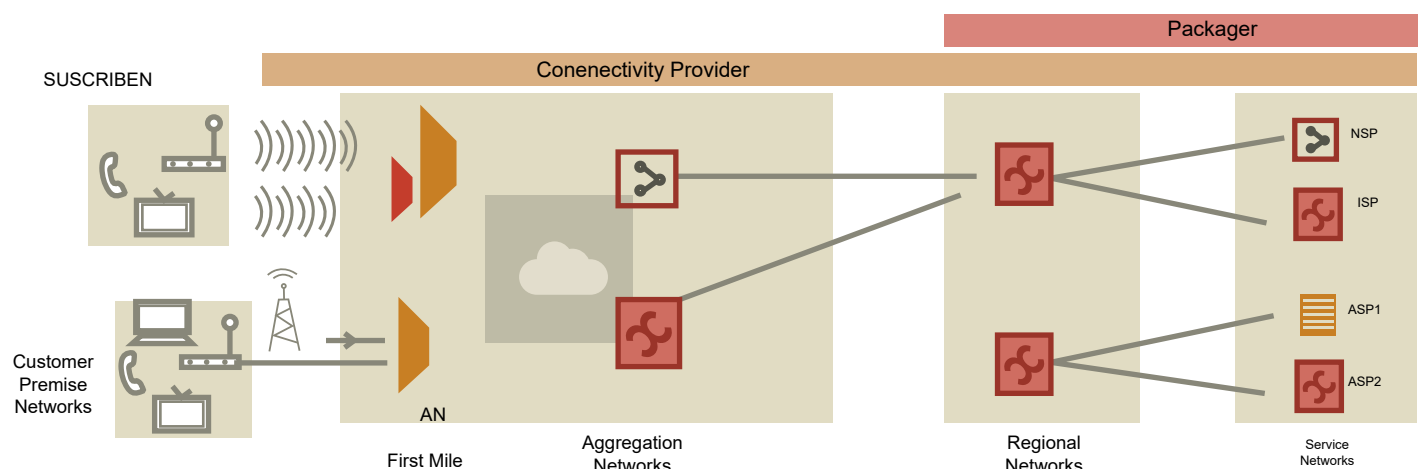 Packager
Conenectivity Provider
SUSCRIBEN
NSP
ISP
ASP1
Customer
Premise
Networks
ASP2
AN
First Mile
Aggregation
Networks
Regional
Networks
Service
Networks